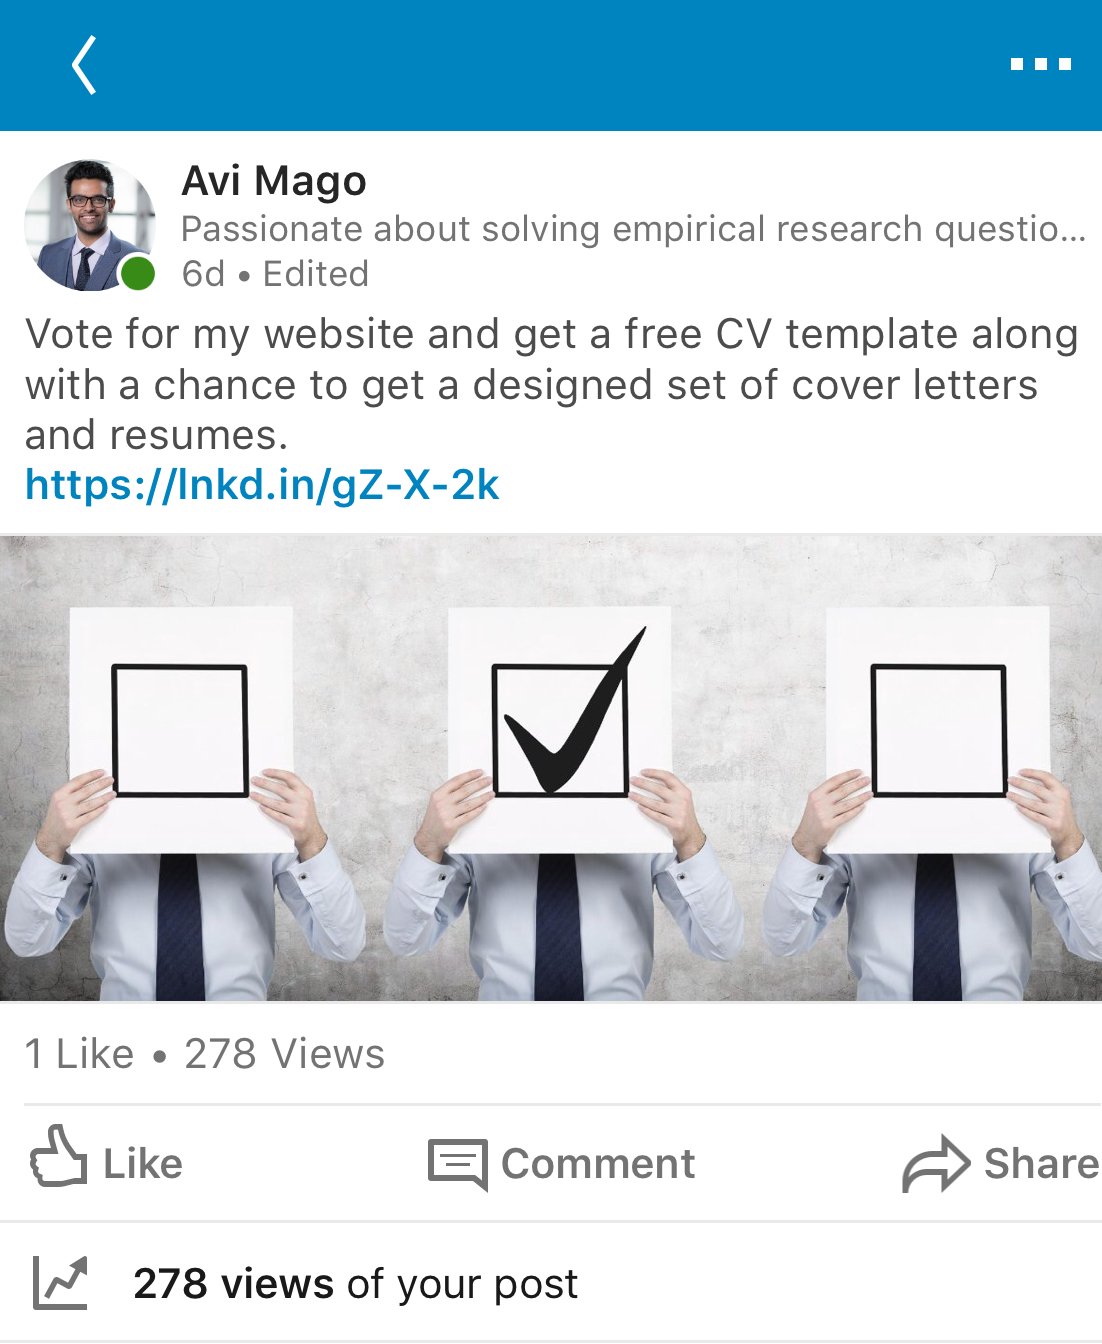 Avi Mago
Passionate about solving empirical research questio...
6d • Edited
Vote for my website and get a free CV template along
with a chance to get a designed set of cover letters
and resumes.
https://lnkd.in/gZ-X-2k
1 Like • 278 Views
Like Comment Share
278 views of your post